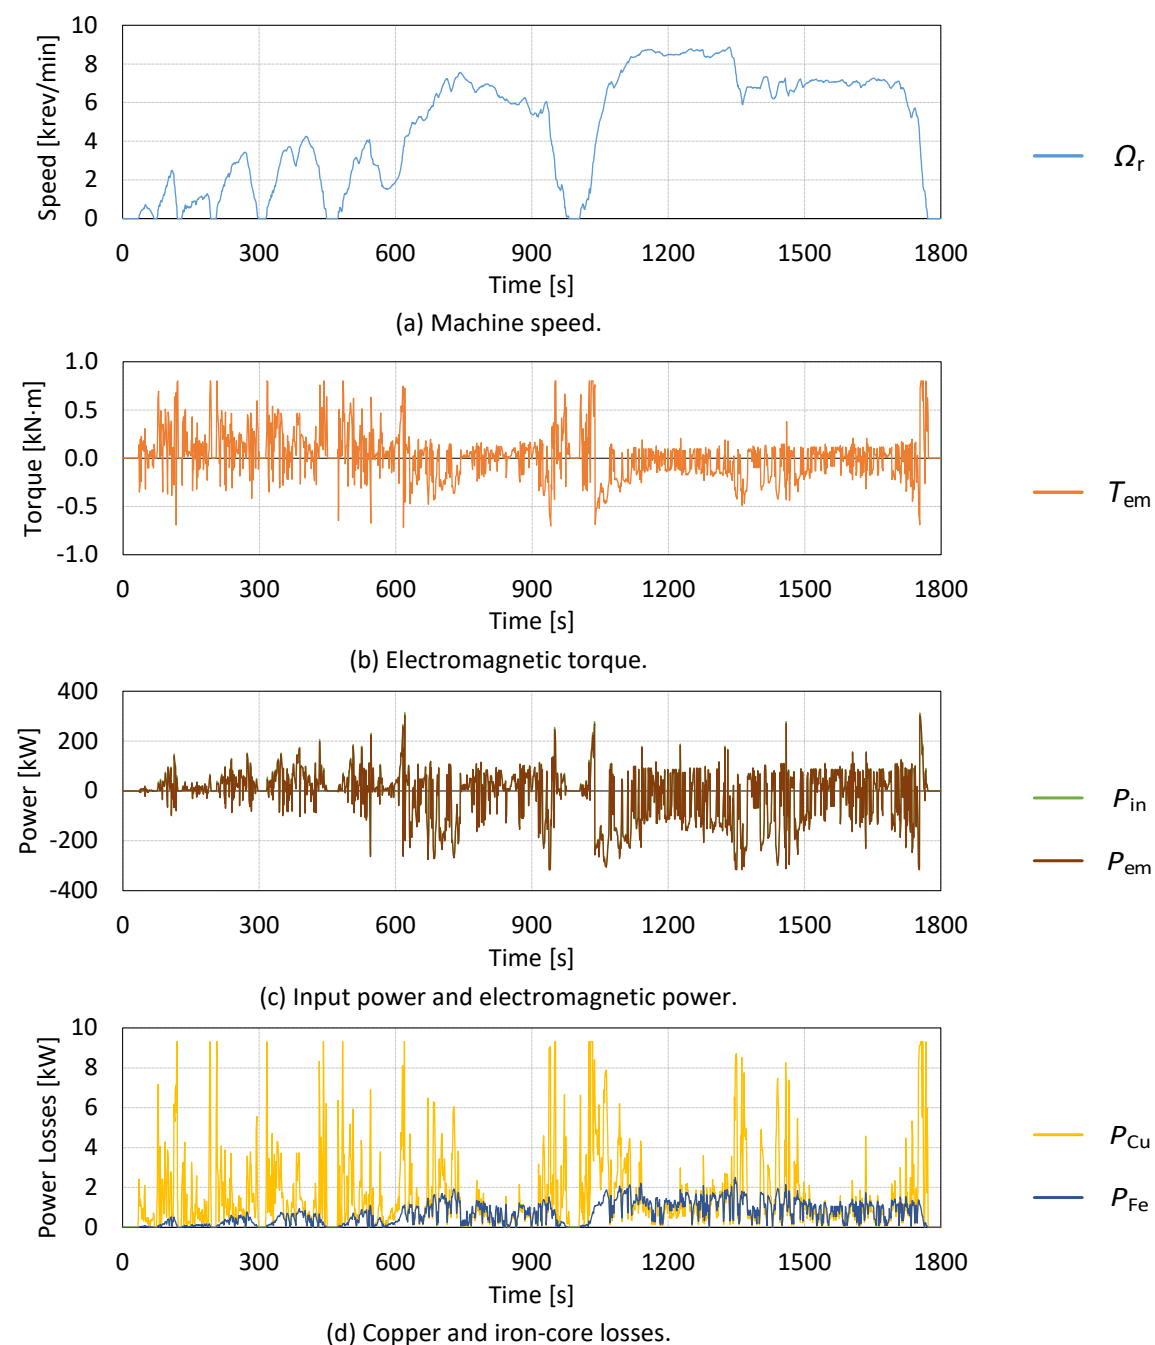 10
8
6
4
2
0
Speed [krev/min]
0 300 600 900 1200 1500 1800
Time [s]
(a) Machine speed.
Ωr
1.0
0.5
0.0
-0.5
-1.0
Torque [kN·m]
0 300 600 900 1200 1500 1800
Time [s]
(b) Electromagnetic torque.
Tem
400
200
0
-200
-400
Power [kW]
0 300 600 900 1200 1500 1800
Time [s]
(c) Input power and electromagnetic power.
Pin
Pem
10
8
6
4
2
0
Power Losses [kW]
0 300 600 900 1200 1500 1800
Time [s]
(d) Copper and iron-core losses.
PCu
PFe